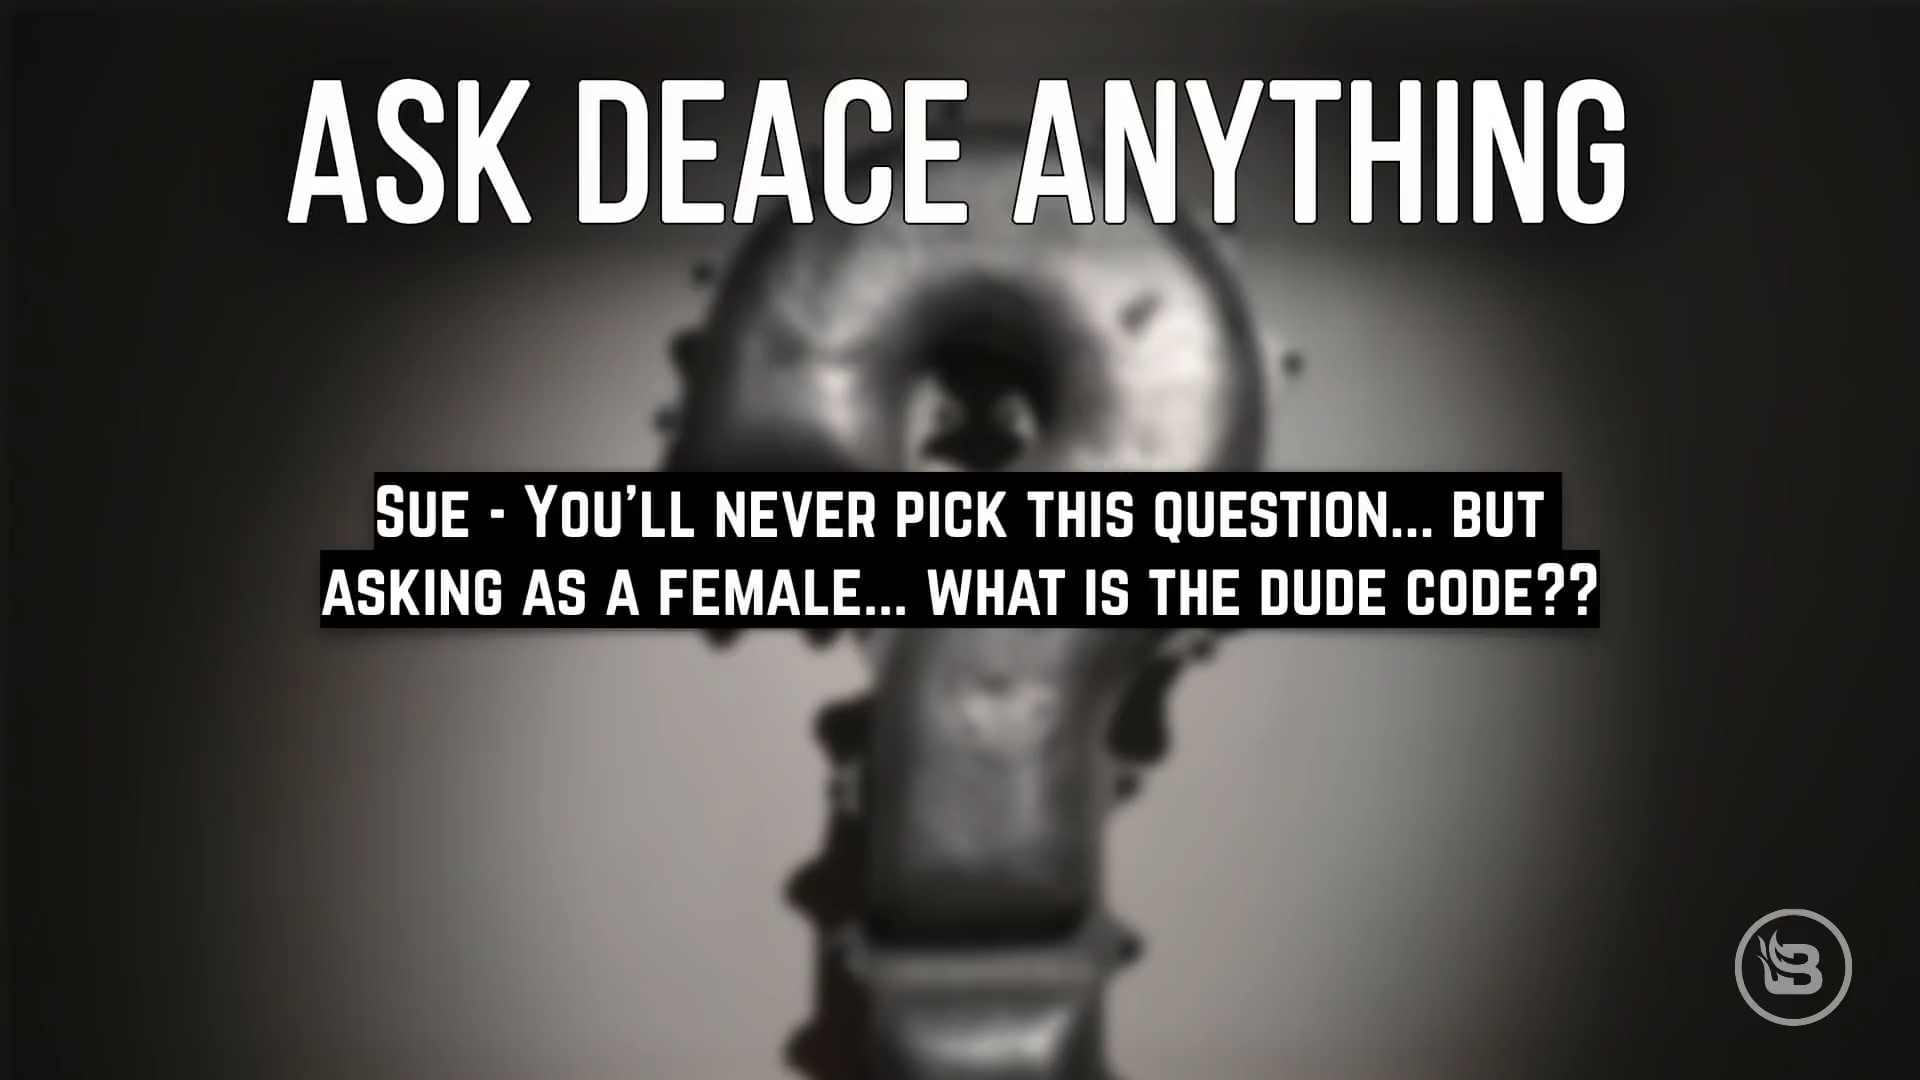 ASK DEACE ANYTHING
Sue - You’ll never pick this question... but
asking as a female... what is the dude code??
B